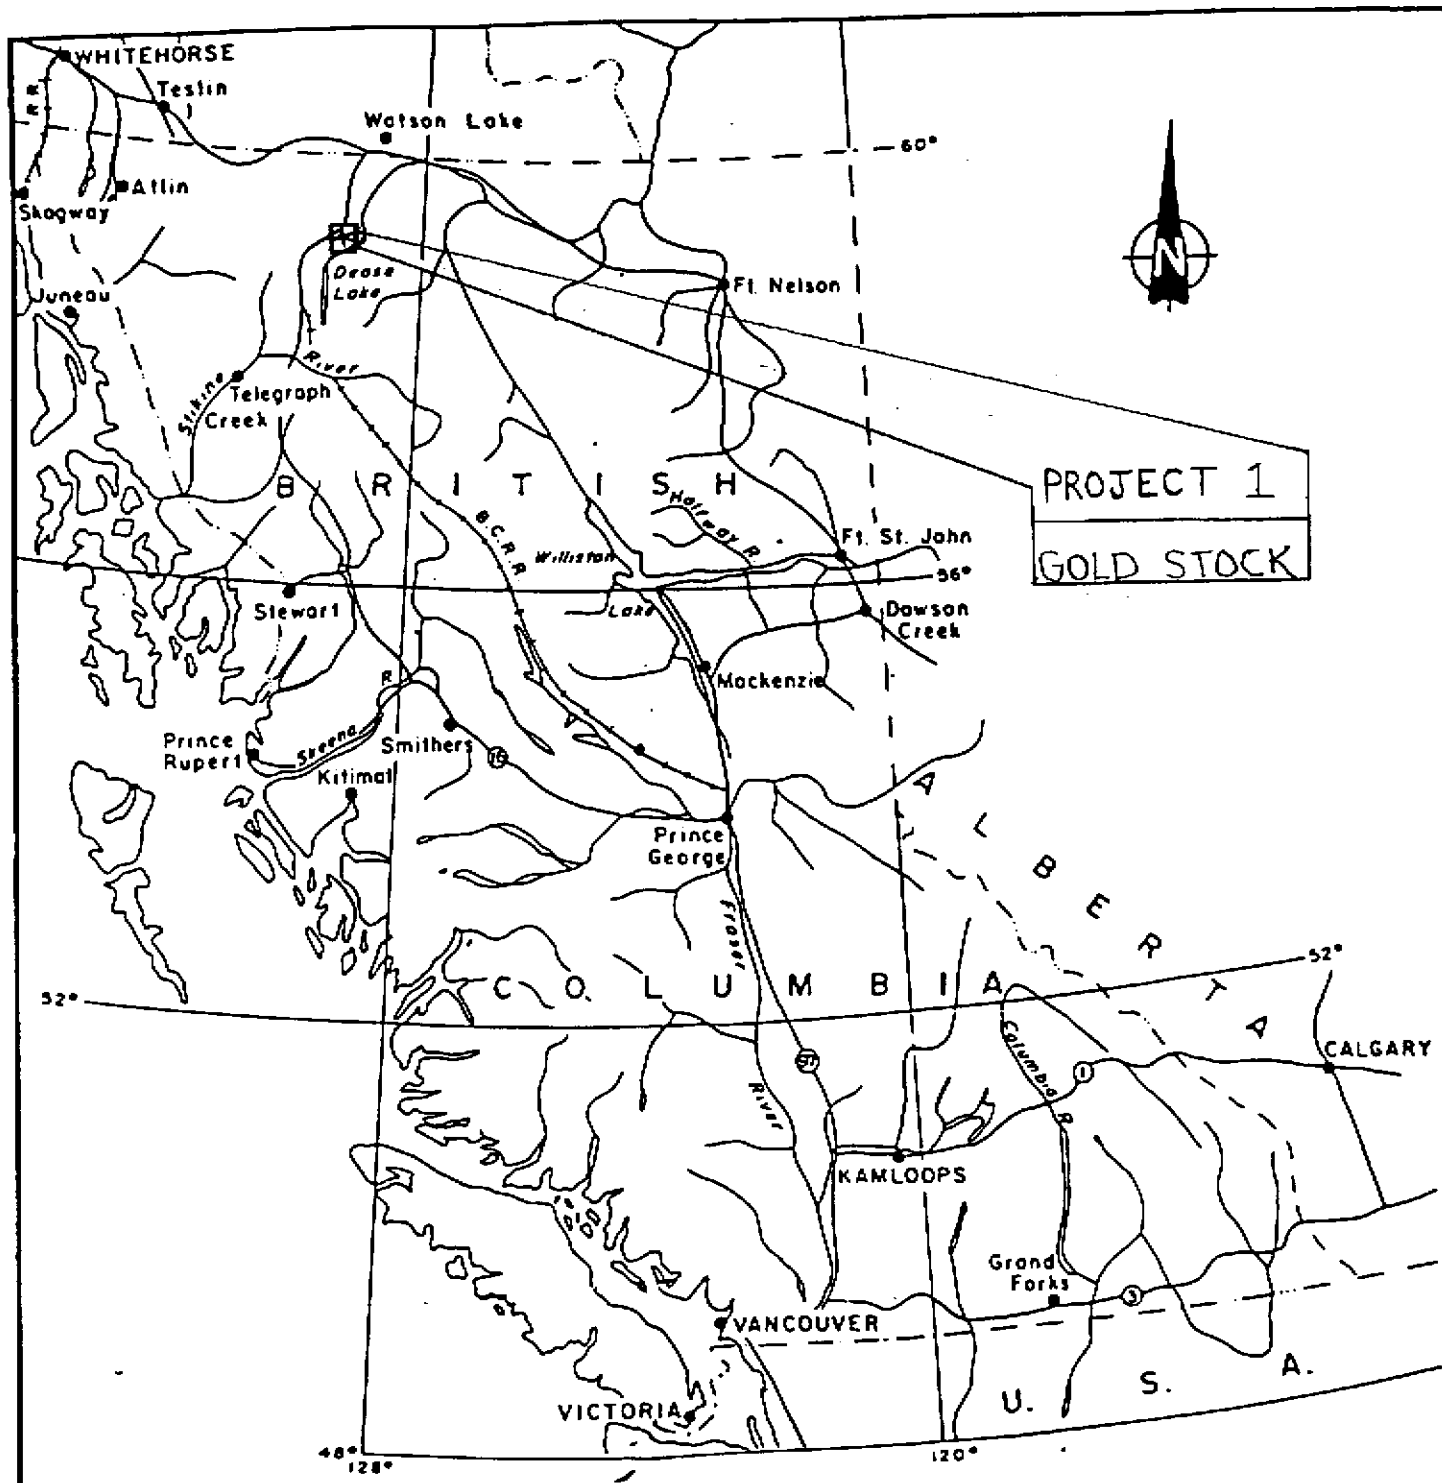 WHITEHORSE
Teslin
R R
Watson Lake
60°
Atlin
Skagway
N
Dease
Lake
Juneau
Ft. Nelson
River
Stikine
Telegraph
Creek
PROJECT 1
GOLD STOCK
B R I T I S H
Halfway R.
B.C.R.R.
Williston
Lake
Ft. St. John
56°
Stewart
Dawson
Creek
Mackenzie
R.
Skeena
Prince
Rupert
Smithers
16
Kitimat
Prince
George
A L B E R T A
Fraser
River
C O L U M B I A
52°
52°
Columbia R.
97
1
CALGARY
KAMLOOPS
Grand
Forks
3
VANCOUVER
U. S. A.
VICTORIA
48°
128°
120°